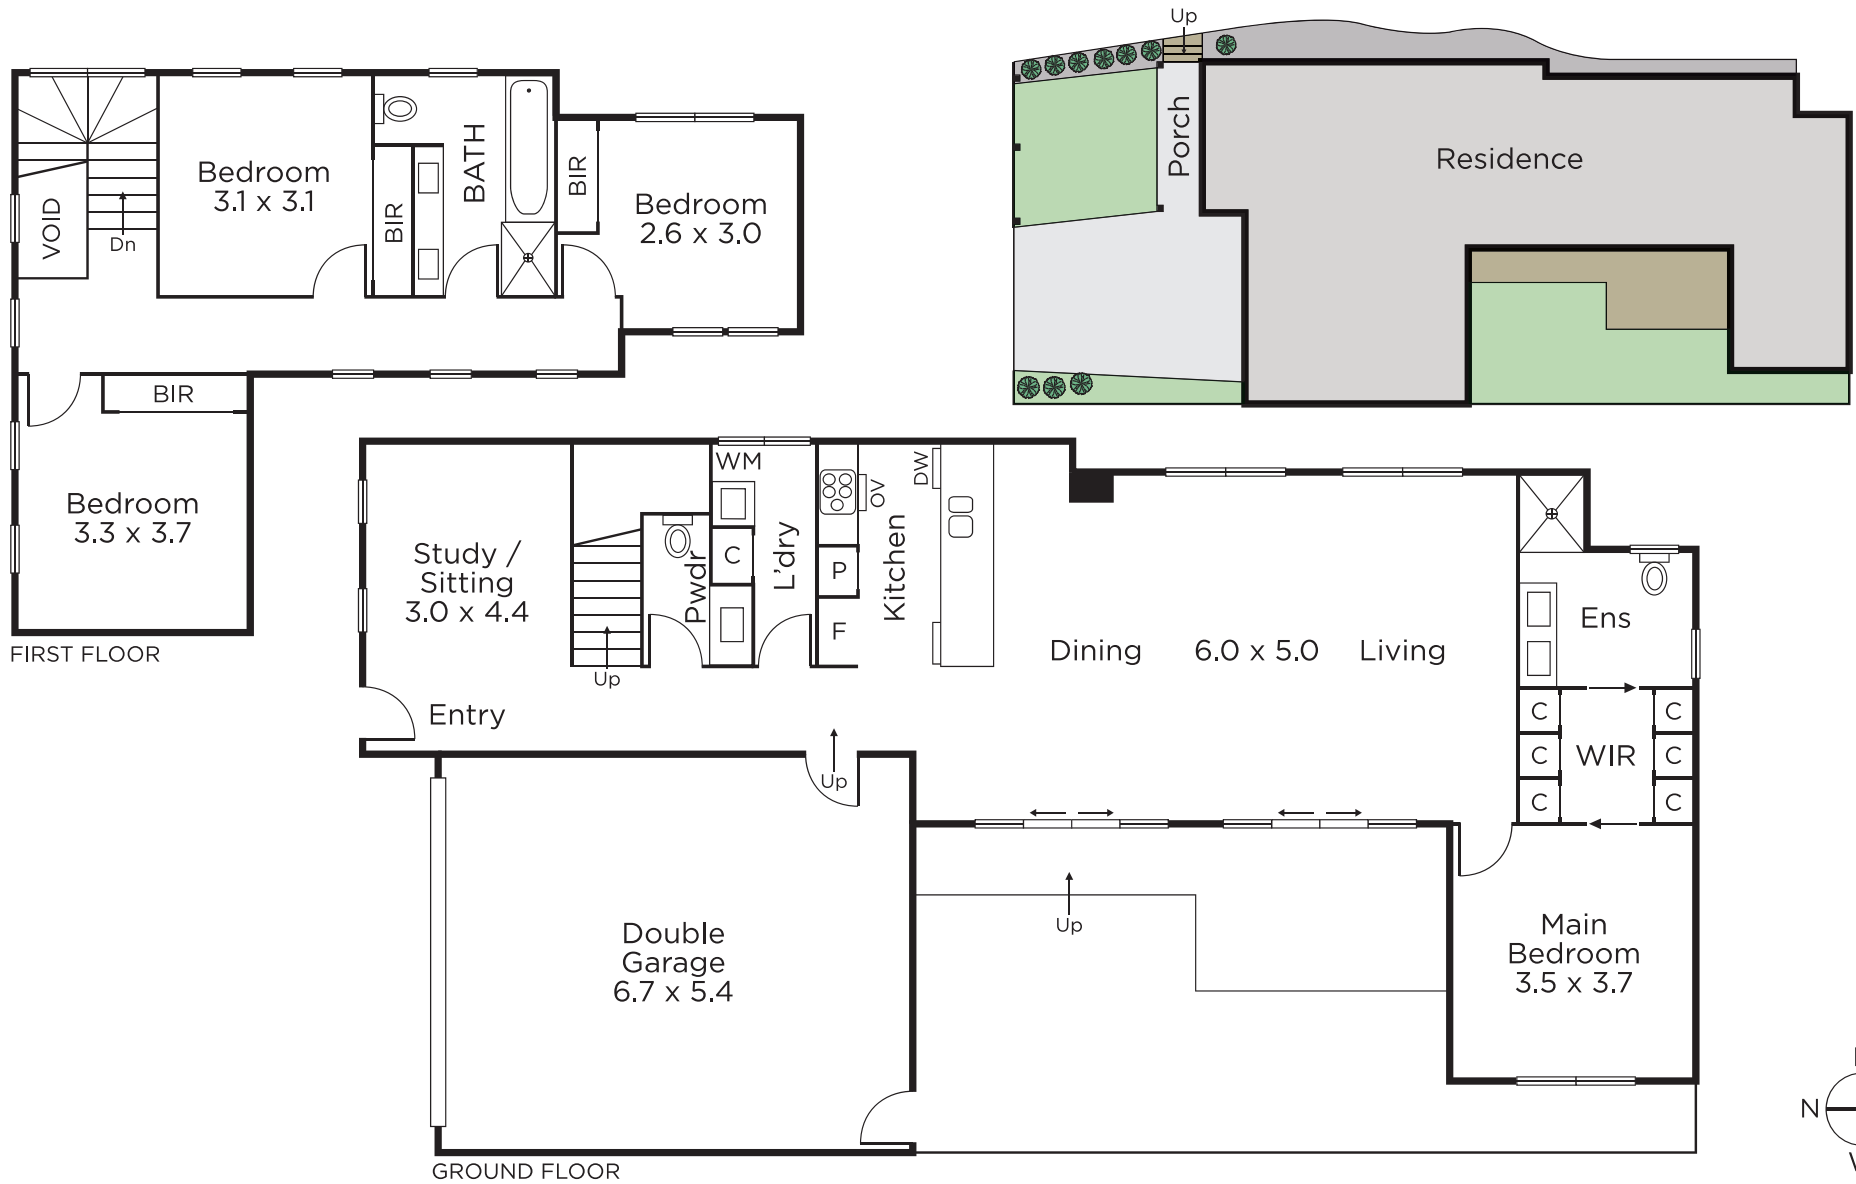 Up
Porch
Residence
Bedroom
3.1 x 3.1
BATH
BIR
BIR
Bedroom
2.6 x 3.0
VOID
Dn
BIR
Bedroom
3.3 x 3.7
FIRST FLOOR
Study /
Sitting
3.0 x 4.4
Up
Pwdr
WM
C
L'dry
OV
P
F
Kitchen
DW
Dining
6.0 x 5.0
Living
Ens
C
C
C
WIR
C
C
C
Entry
Up
Up
Double
Garage
6.7 x 5.4
Main
Bedroom
3.5 x 3.7
GROUND FLOOR
N